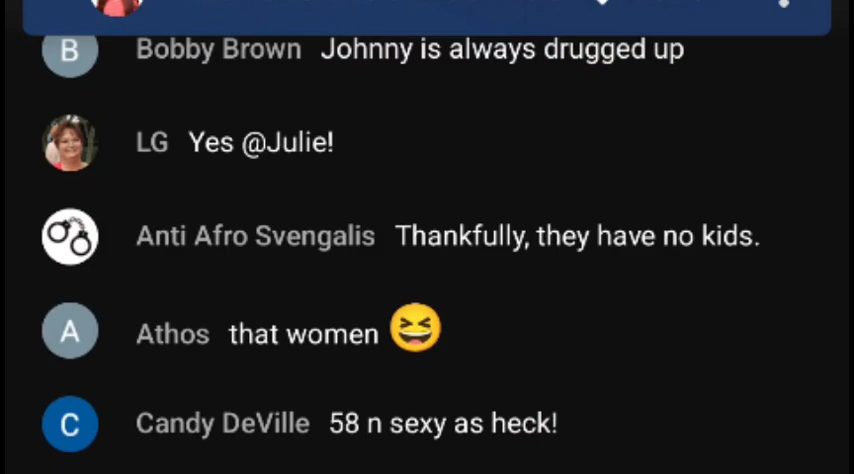 B Bobby Brown Johnny is always drugged up
LG Yes @Julie!
Anti Afro Svengalis Thankfully, they have no kids.
A Athos that women 😆
C Candy DeVille 58 n sexy as heck!